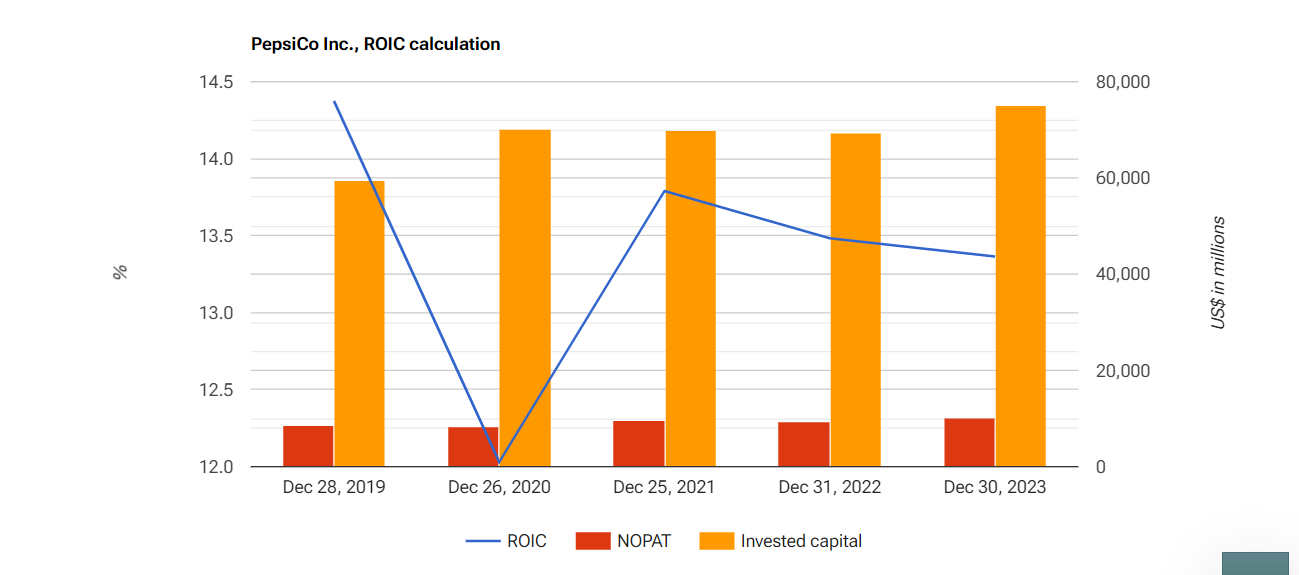 PepsiCo Inc., ROIC calculation
14.5
14.0
13.5
13.0
12.5
12.0
%
80,000
60,000
40,000
20,000
0
US$ in millions
Dec 28, 2019
Dec 26, 2020
Dec 25, 2021
Dec 31, 2022
Dec 30, 2023
ROIC
NOPAT
Invested capital